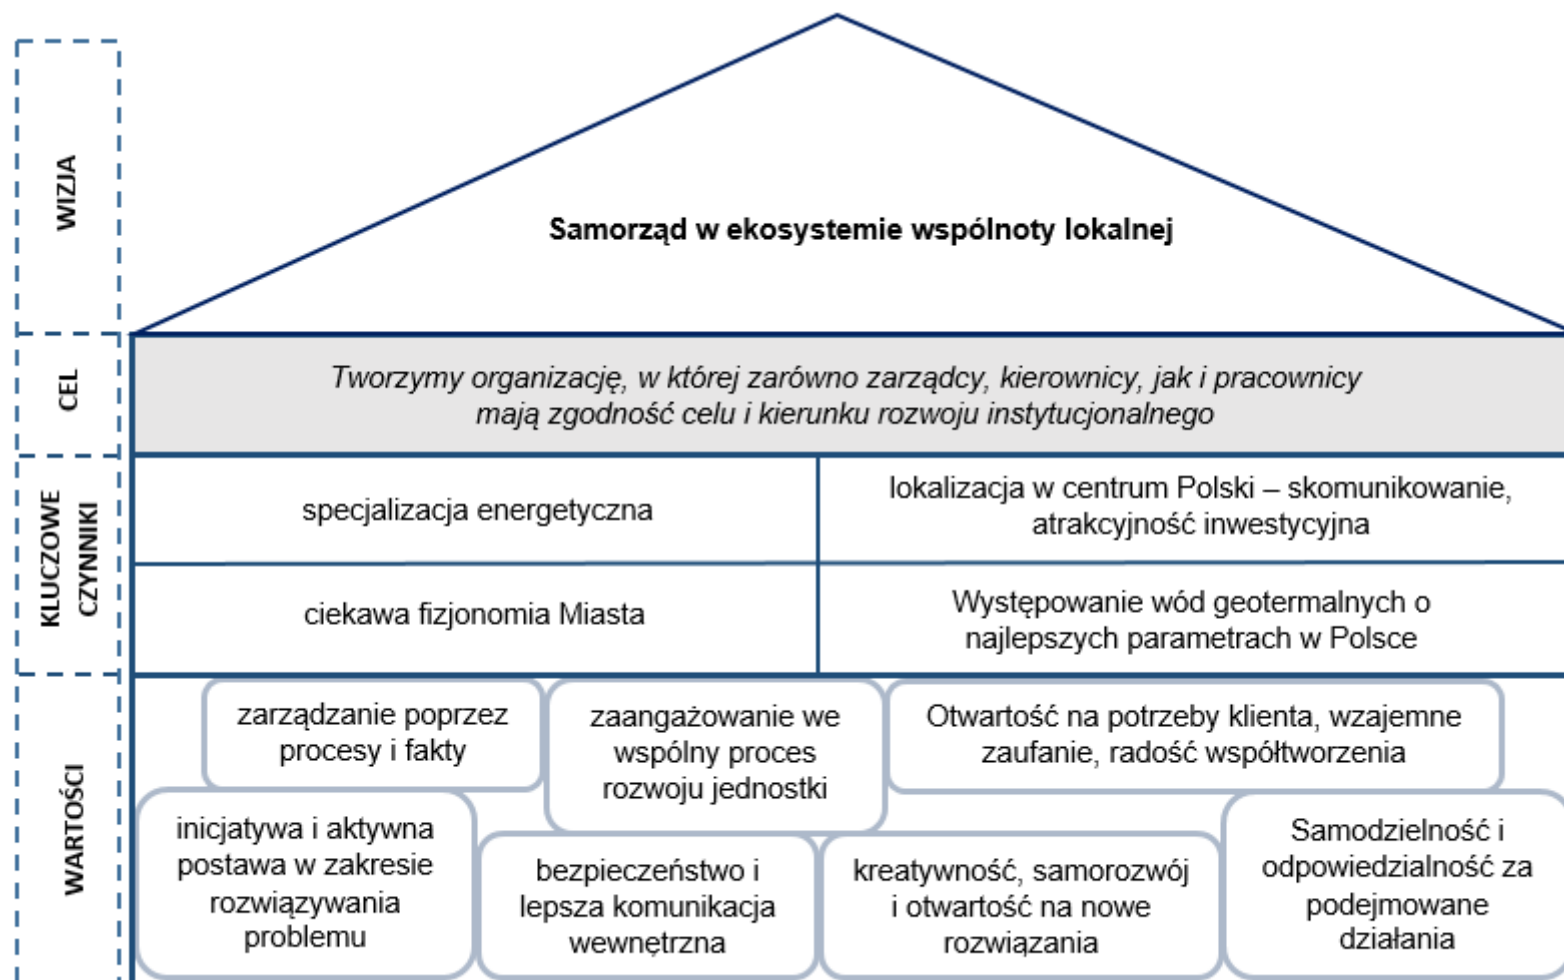 WIZJA
Samorząd w ekosystemie wspólnoty lokalnej
CEL
Tworzymy organizację, w której zarówno zarządcy, kierownicy, jak i pracownicy
mają zgodność celu i kierunku rozwoju instytucjonalnego
KLUCZOWE
CZYNNIKI
specjalizacja energetyczna
lokalizacja w centrum Polski – skomunikowanie,
atrakcyjność inwestycyjna
ciekawa fizjonomia Miasta
Występowanie wód geotermalnych o
najlepszych parametrach w Polsce
WARTOŚCI
zarządzanie poprzez
procesy i fakty
zaangażowanie we
wspólny proces
rozwoju jednostki
Otwartość na potrzeby klienta, wzajemne
zaufanie, radość współtworzenia
inicjatywa i aktywna
postawa w zakresie
rozwiązywania
problemu
bezpieczeństwo i
lepsza komunikacja
wewnętrzna
kreatywność, samorozwój
i otwartość na nowe
rozwiązania
Samodzielność i
odpowiedzialność za
podejmowane
działania